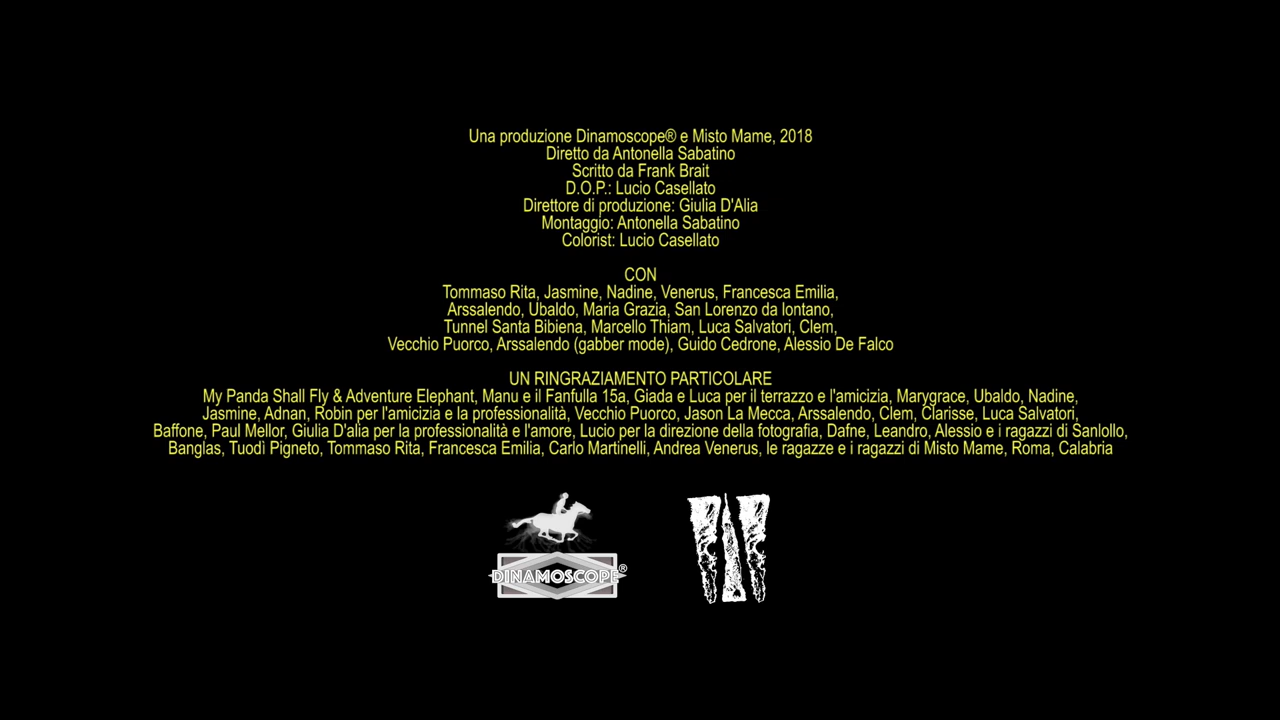 Una produzione Dinamoscope® e Misto Mame, 2018
Diretto da Antonella Sabatino
Scritto da Frank Brait
D.O.P.: Lucio Casellato
Direttore di produzione: Giulia D'Alia
Montaggio: Antonella Sabatino
Colorist: Lucio Casellato
CON
Tommaso Rita, Jasmine, Nadine, Venerus, Francesca Emilia,
Arssalendo, Ubaldo, Maria Grazia, San Lorenzo da lontano,
Tunnel Santa Bibiena, Marcello Thiam, Luca Salvatori, Clem,
Vecchio Puorco, Arssalendo (gabber mode), Guido Cedrone, Alessio De Falco
UN RINGRAZIAMENTO PARTICOLARE
My Panda Shall Fly & Adventure Elephant, Manu e il Fanfulla 15a, Giada e Luca per il terrazzo e l'amicizia, Marygrace, Ubaldo, Nadine,
Jasmine, Adnan, Robin per l'amicizia e la professionalità, Vecchio Puorco, Jason La Mecca, Arssalendo, Clem, Clarisse, Luca Salvatori,
Baffone, Paul Mellor, Giulia D'alia per la professionalità e l'amore, Lucio per la direzione della fotografia, Dafne, Leandro, Alessio e i ragazzi di Sanlollo,
Banglas, Tuodì Pigneto, Tommaso Rita, Francesca Emilia, Carlo Martinelli, Andrea Venerus, le ragazze e i ragazzi di Misto Mame, Roma, Calabria
DINAMOSCOPE®